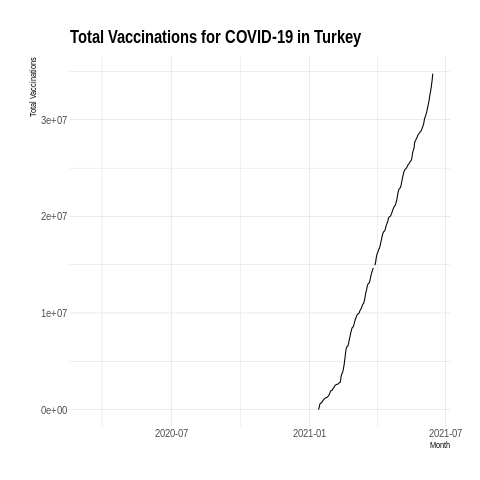 Total Vaccinations for COVID-19 in Turkey
Total Vaccinations
3e+07
2e+07
1e+07
0e+00
2020-07 2021-01 2021-07
Month